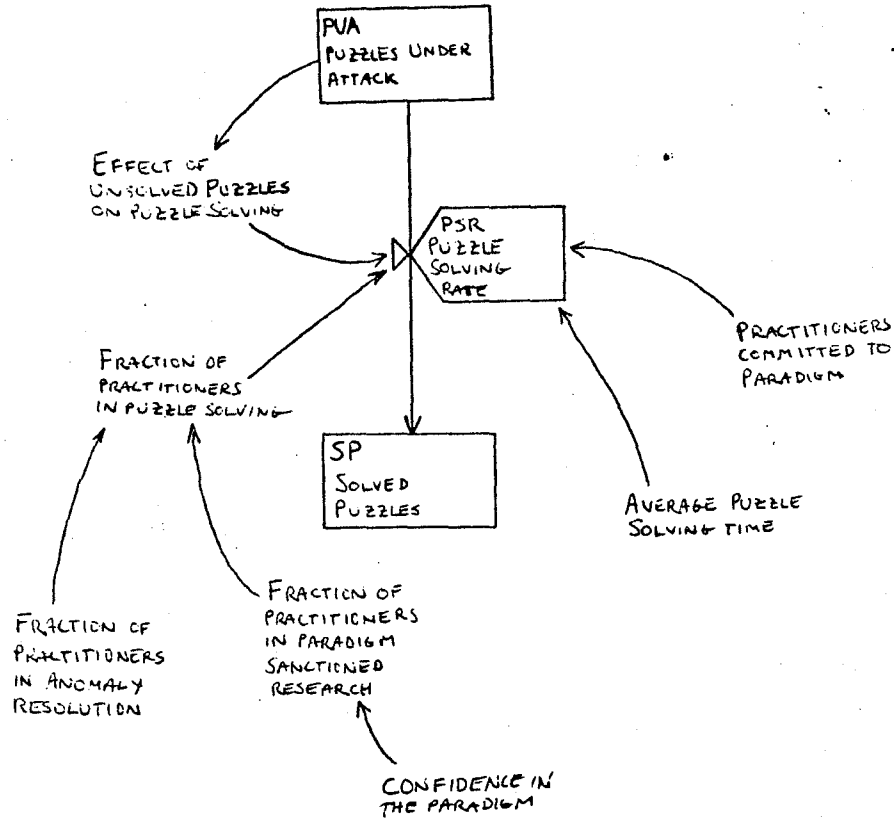 PUA
PUZZLES UNDER
ATTACK
EFFECT OF
UNSOLVED PUZZLES
ON PUZZLE SOLVING
PSR
PUZZLE
SOLVING
RATE
PRACTITIONERS
COMMITTED TO
PARADIGM
FRACTION OF
PRACTITIONERS
IN PUZZLE SOLVING
SP
SOLVED
PUZZLES
AVERAGE PUZZLE
SOLVING TIME
FRACTION OF
PRACTITIONERS
IN ANOMALY
RESOLUTION
FRACTION OF
PRACTITIONERS
IN PARADIGM
SANCTIONED
RESEARCH
CONFIDENCE IN
THE PARADIGM